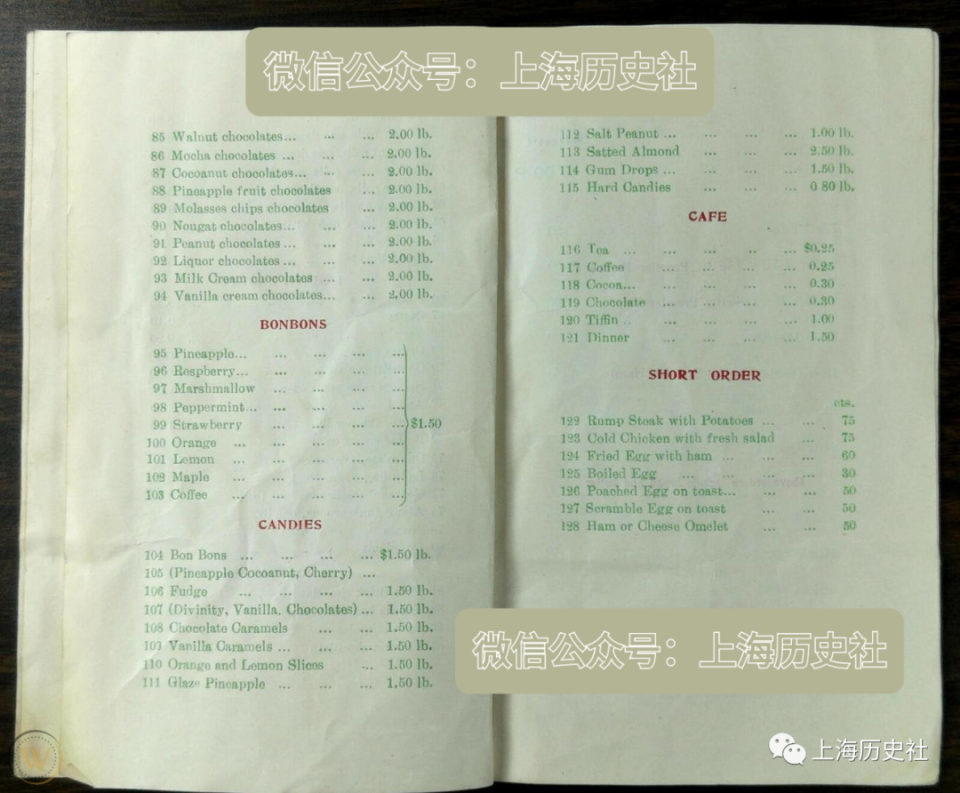 微信公众号：上海历史社
85 Walnut chocolates... ... ... 2.00 lb.
86 Mocha chocolates ... ... ... 2.00 lb.
87 Cocoanut chocolates... ... ... 2.00 lb.
88 Pineapple fruit chocolates ... 2.00 lb.
89 Molasses chips chocolates ... 2.00 lb.
90 Nougat chocolates... ... ... 2.00 lb.
91 Peanut chocolates ... ... ... 2.00 lb.
92 Liquor chocolates ... ... ... 2.00 lb.
93 Milk Cream chocolates ... ... 2.00 lb.
94 Vanilla cream chocolates... ... 2.00 lb.
BONBONS
95 Pineapple... ... ... ... ...
96 Respberry... ... ... ... ...
97 Marshmallow ... ... ... ...
98 Peppermint... ... ... ... ...
99 Strawberry ... ... ... ... $1.50
100 Orange ... ... ... ... ...
101 Lemon ... ... ... ... ...
102 Maple ... ... ... ... ...
103 Coffee ... ... ... ... ...
CANDIES
104 Bon Bons ... ... ... ... $1.50 lb.
105 (Pineapple Cocoanut, Cherry) ...
106 Fudge ... ... ... ... 1.50 lb.
107 (Divinity, Vanilla, Chocolates) ... 1.50 lb.
108 Chocolate Caramels ... ... 1.50 lb.
109 Vanilla Caramels ... ... ... 1.50 lb.
110 Orange and Lemon Slices ... 1.50 lb.
111 Glaze Pineapple ... ... ... 1.50 lb.
112 Salt Peanut ... ... ... ... 1.00 lb.
113 Satted Almond ... ... ... 2.50 lb.
114 Gum Drops ... ... ... ... 1.50 lb.
115 Hard Candies ... ... ... 0 80 lb.
CAFE
116 Tea ... ... ... ... ... $0.25
117 Coffee ... ... ... ... 0.25
118 Cocoa... ... ... ... ... 0.30
119 Chocolate ... ... ... ... 0.30
120 Tiffin .. ... ... ... ... 1.00
121 Dinner ... ... ... ... 1.50
SHORT ORDER
cts.
122 Rump Steak with Potatoes ... ... 75
123 Cold Chicken with fresh salad ... 75
124 Fried Egg with ham ... ... ... 60
125 Boiled Egg ... ... ... ... 30
126 Poached Egg on toast... ... ... 50
127 Scramble Egg on toast ... ... 50
128 Ham or Cheese Omelet ... ... 50
微信公众号：上海历史社
上海历史社